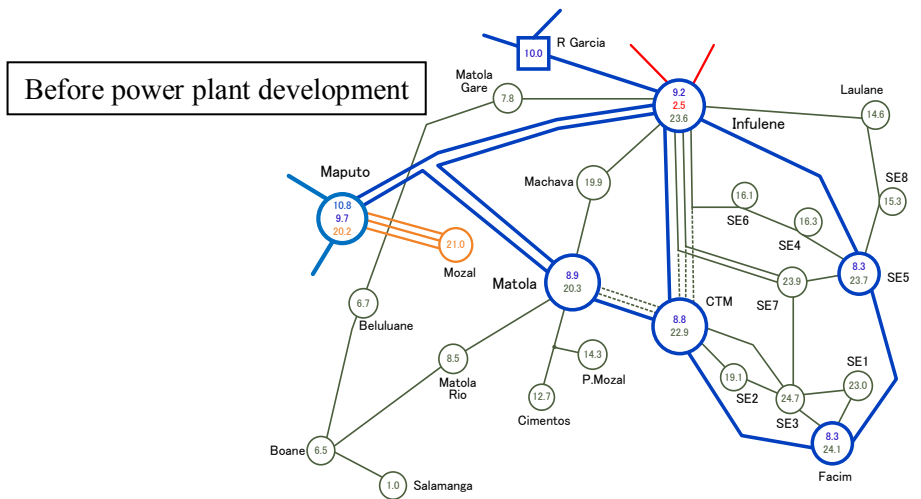 R Garcia
10.0
Before power plant development
Matola
Gare
7.8
9.2
2.5
23.6
Infulene
Laulane
14.6
Maputo
10.8
9.7
20.2
21.0
Mozal
Machava
19.9
16.1
SE6
16.3
SE4
SE8
15.3
8.3
23.7
SE5
Matola
8.9
20.3
CTM
8.8
22.9
23.9
SE7
6.7
Beluluane
8.5
Matola
Rio
14.3
P.Mozal
12.7
Cimentos
19.1
SE2
24.7
SE3
SE1
23.0
8.3
24.1
Facim
Boane
6.5
1.0
Salamanga